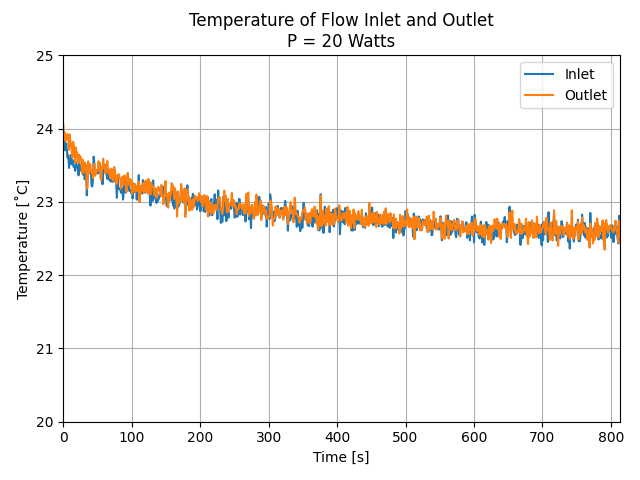 Temperature of Flow Inlet and Outlet
P = 20 Watts
Inlet
Outlet
Temperature [˚C]
25
24
23
22
21
20
0 100 200 300 400 500 600 700 800
Time [s]